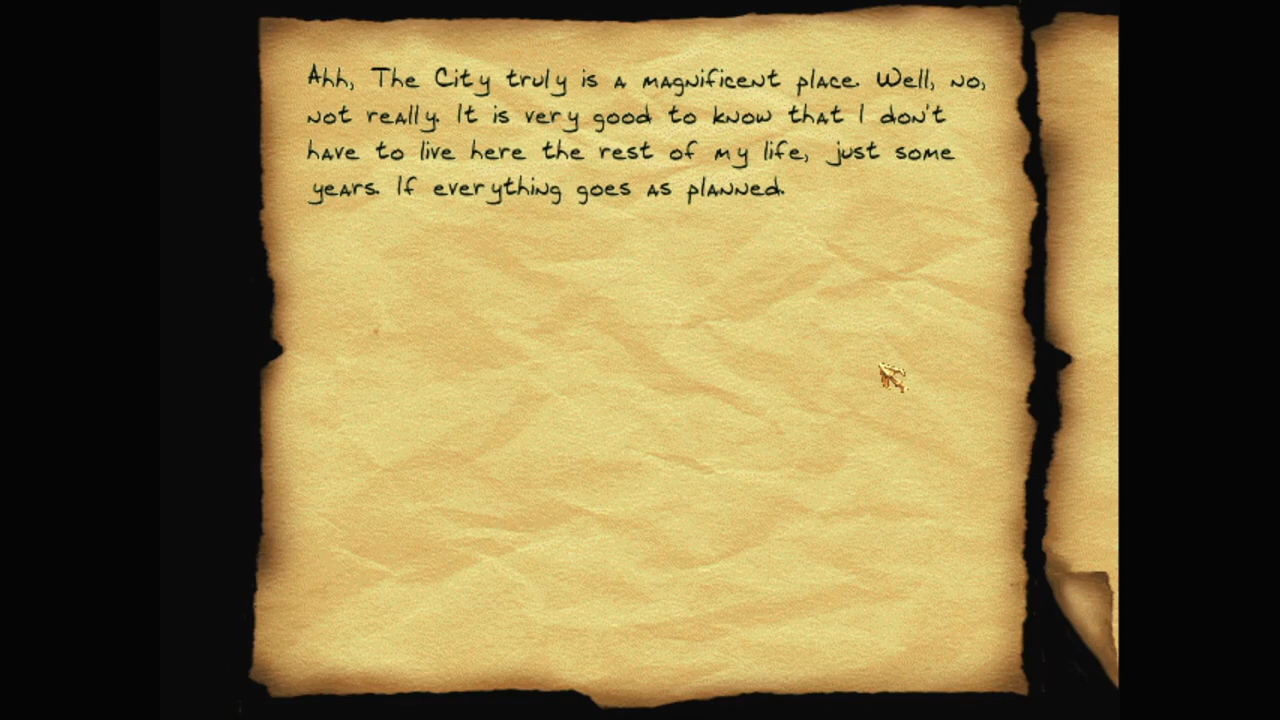 Ahh, The City truly is a magnificent place. Well, no,
not really. It is very good to know that I don't
have to live here the rest of my life, just some
years. If everything goes as planned.